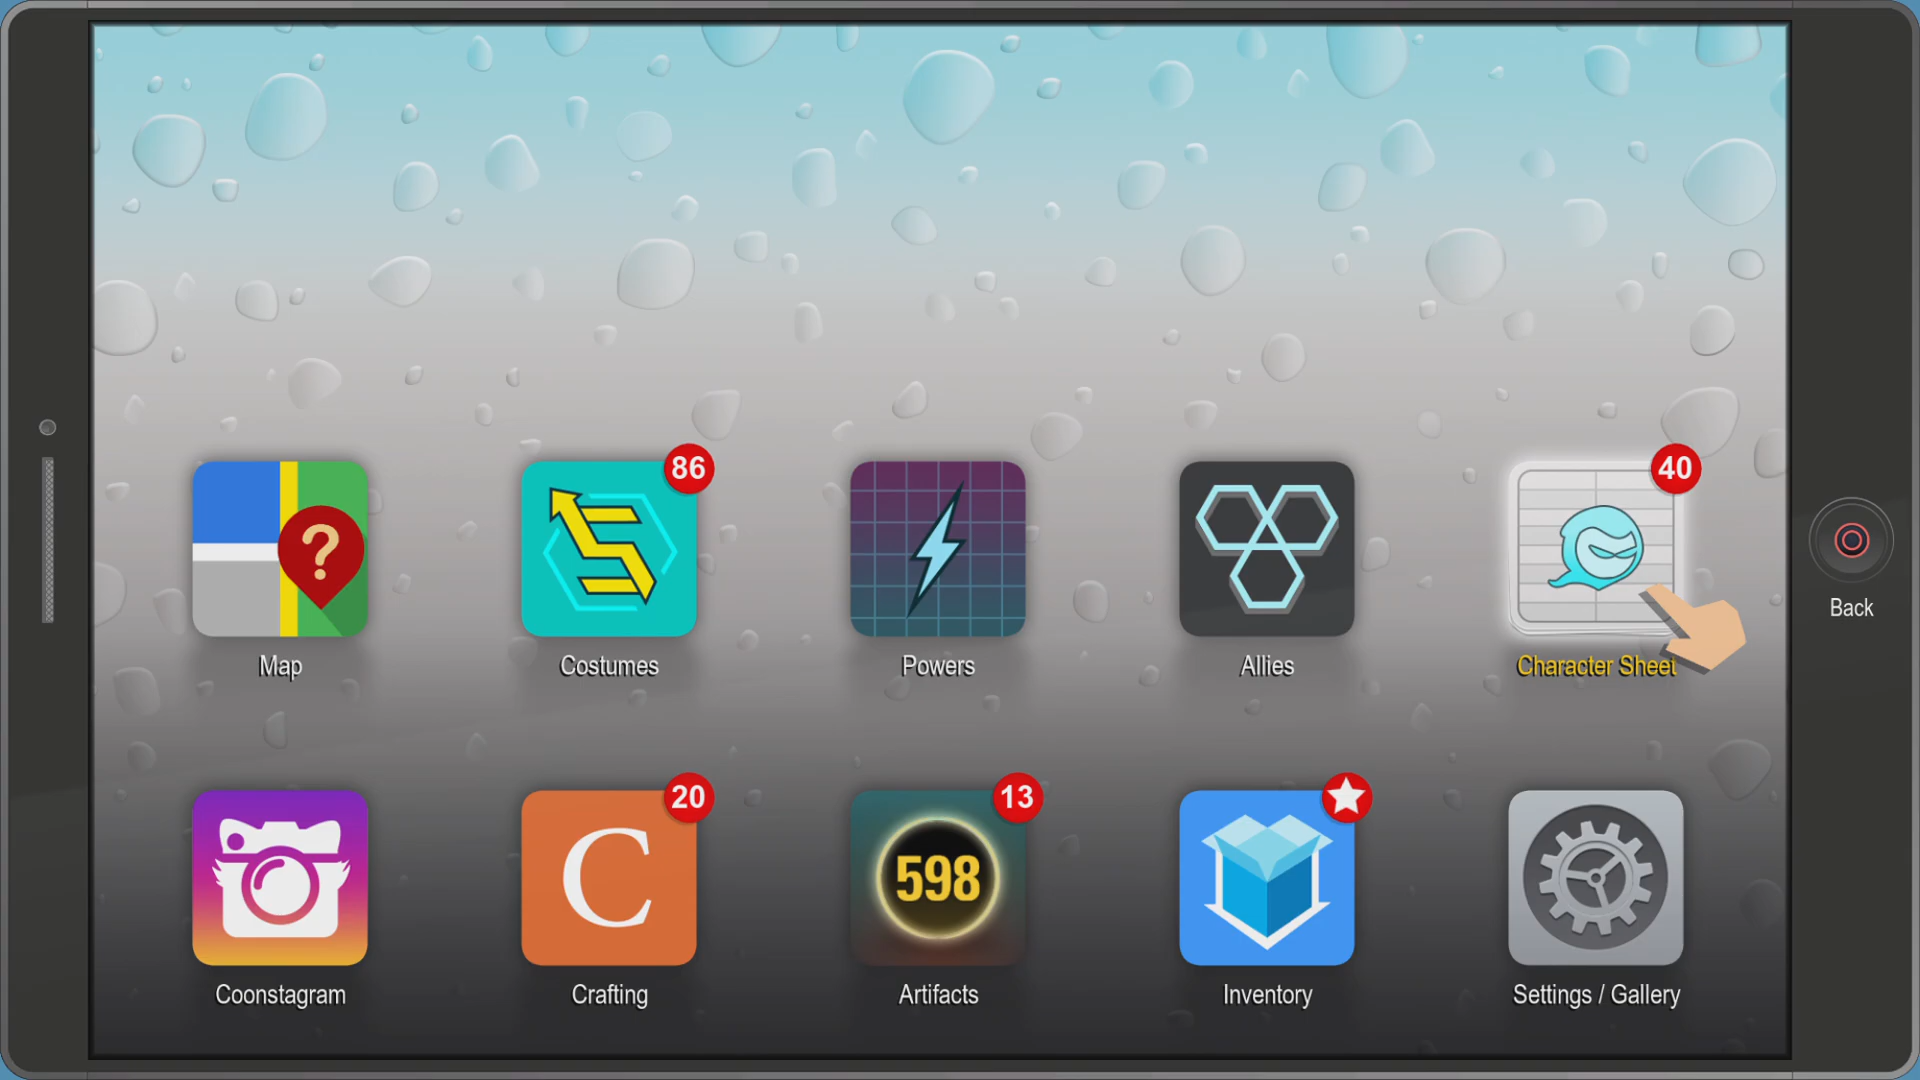 86
40
?
Map
Costumes
Powers
Allies
Character Sheet
Back
20
13
C
598
Coonstagram
Crafting
Artifacts
Inventory
Settings / Gallery